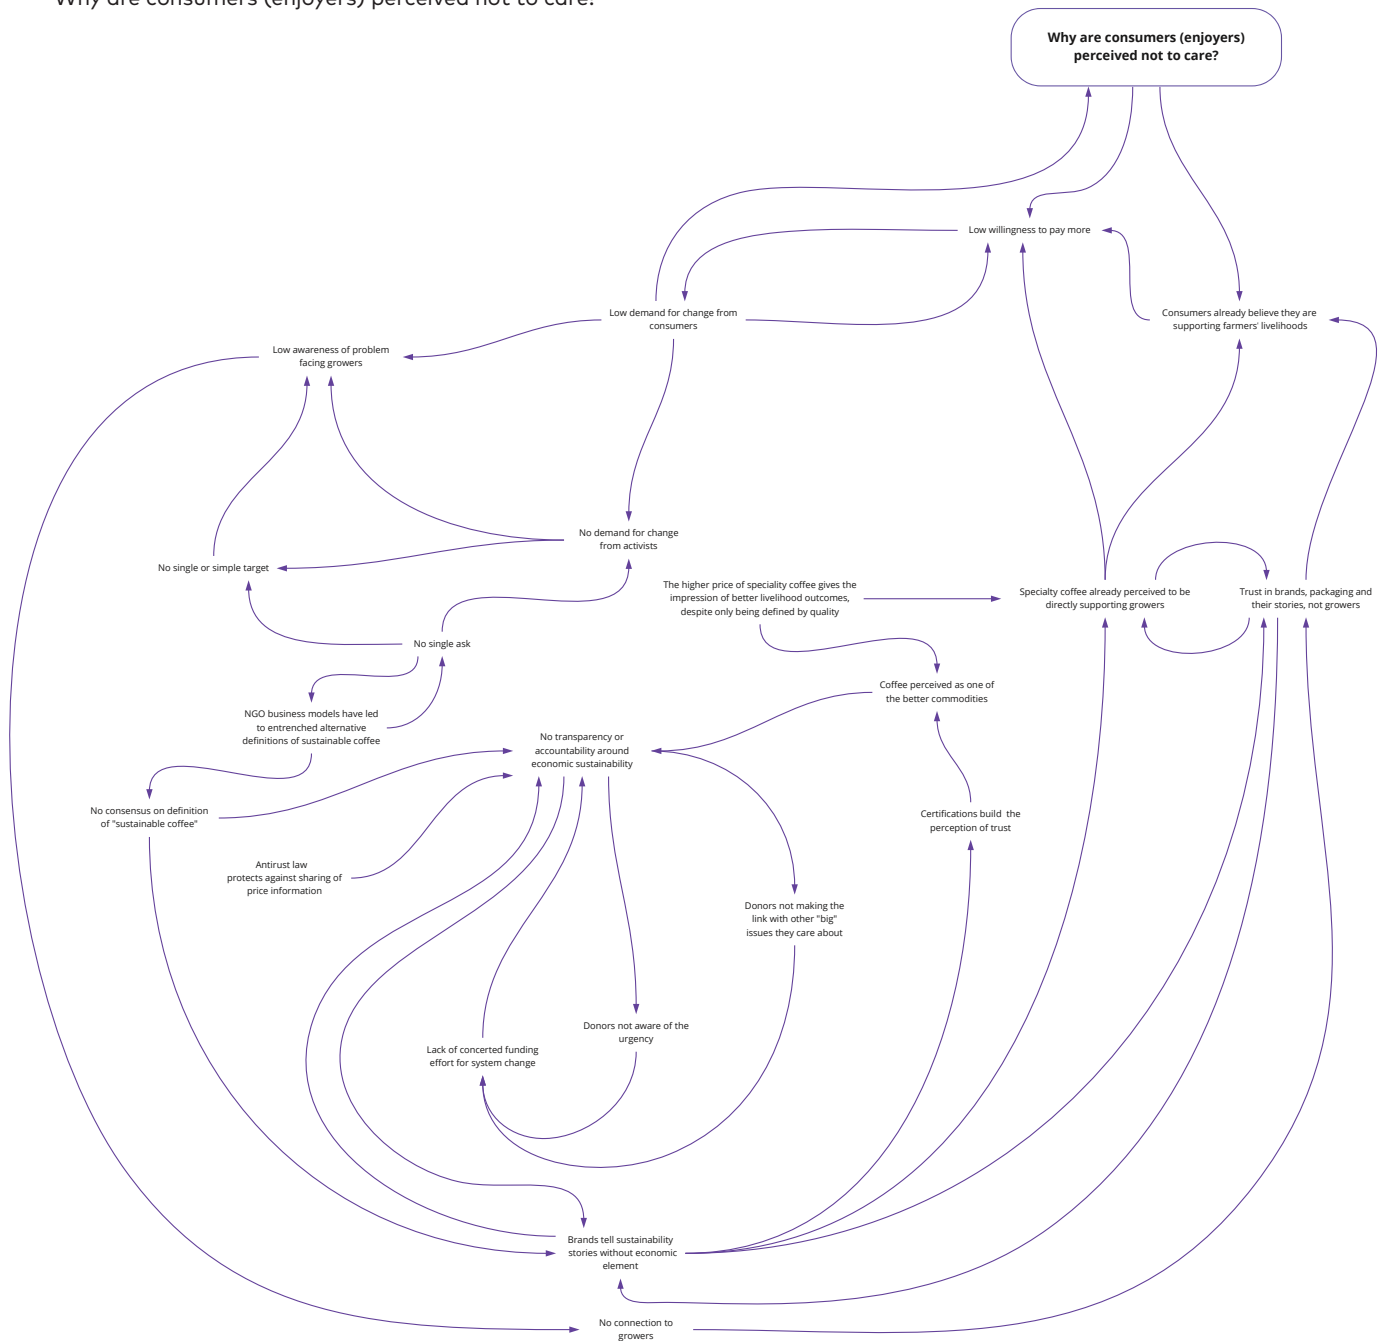 Why are consumers (enjoyers) perceived not to care?
Why are consumers (enjoyers)
perceived not to care?
Low willingness to pay more
Low demand for change from
consumers
Consumers already believe they are
supporting farmers' livelihoods
Low awareness of problem
facing growers
No demand for change
from activists
No single or simple target
The higher price of speciality coffee gives the
impression of better livelihood outcomes,
despite only being defined by quality
Specialty coffee already perceived to be
directly supporting growers
Trust in brands, packaging and
their stories, not growers
No single ask
Coffee perceived as one of
the better commodities
NGO business models have led
to entrenched alternative
definitions of sustainable coffee
No transparency or
accountability around
economic sustainability
No consensus on definition
of "sustainable coffee"
Certifications build the
perception of trust
Antirust law
protects against sharing of
price information
Donors not making the
link with other "big"
issues they care about
Donors not aware of the
urgency
Lack of concerted funding
effort for system change
Brands tell sustainability
stories without economic
element
No connection to
growers